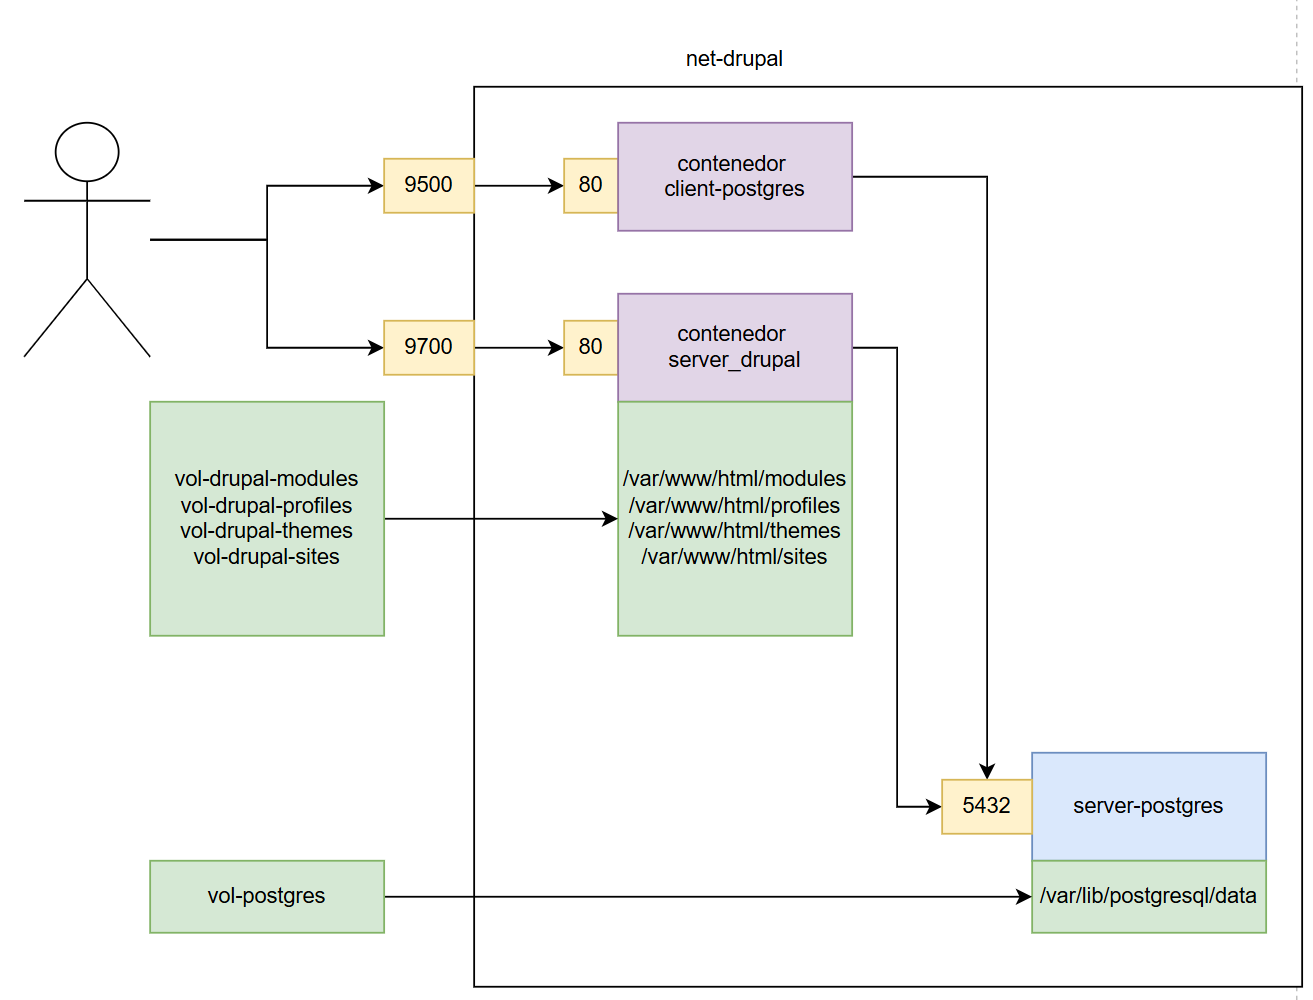 net-drupal
9500
80
contenedor
client-postgres
9700
80
contenedor
server_drupal
vol-drupal-modules
vol-drupal-profiles
vol-drupal-themes
vol-drupal-sites
/var/www/html/modules
/var/www/html/profiles
/var/www/html/themes
/var/www/html/sites
5432
server-postgres
vol-postgres
/var/lib/postgresql/data